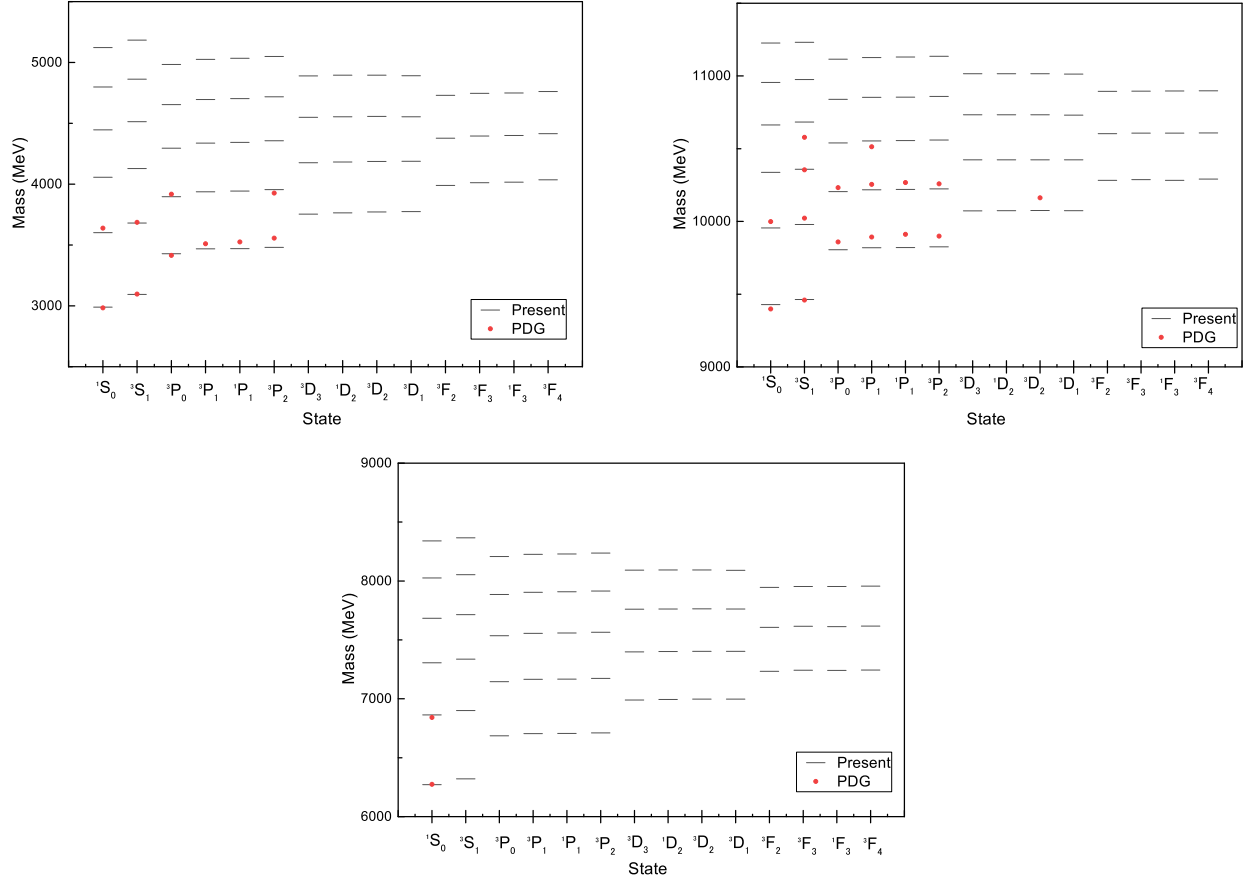 5000
4000
3000
Mass (MeV)
Present
PDG
¹S₀ ³S₁ ³P₀ ³P₁ ¹P₁ ³P₂ ³D₃ ¹D₂ ³D₂ ³D₁ ³F₂ ³F₃ ¹F₃ ³F₄
State
11000
10000
9000
Mass (MeV)
Present
PDG
¹S₀ ³S₁ ³P₀ ³P₁ ¹P₁ ³P₂ ³D₃ ¹D₂ ³D₂ ³D₁ ³F₂ ³F₃ ¹F₃ ³F₄
State
9000
8000
7000
6000
Mass (MeV)
Present
PDG
¹S₀ ³S₁ ³P₀ ³P₁ ¹P₁ ³P₂ ³D₃ ¹D₂ ³D₂ ³D₁ ³F₂ ³F₃ ¹F₃ ³F₄
State